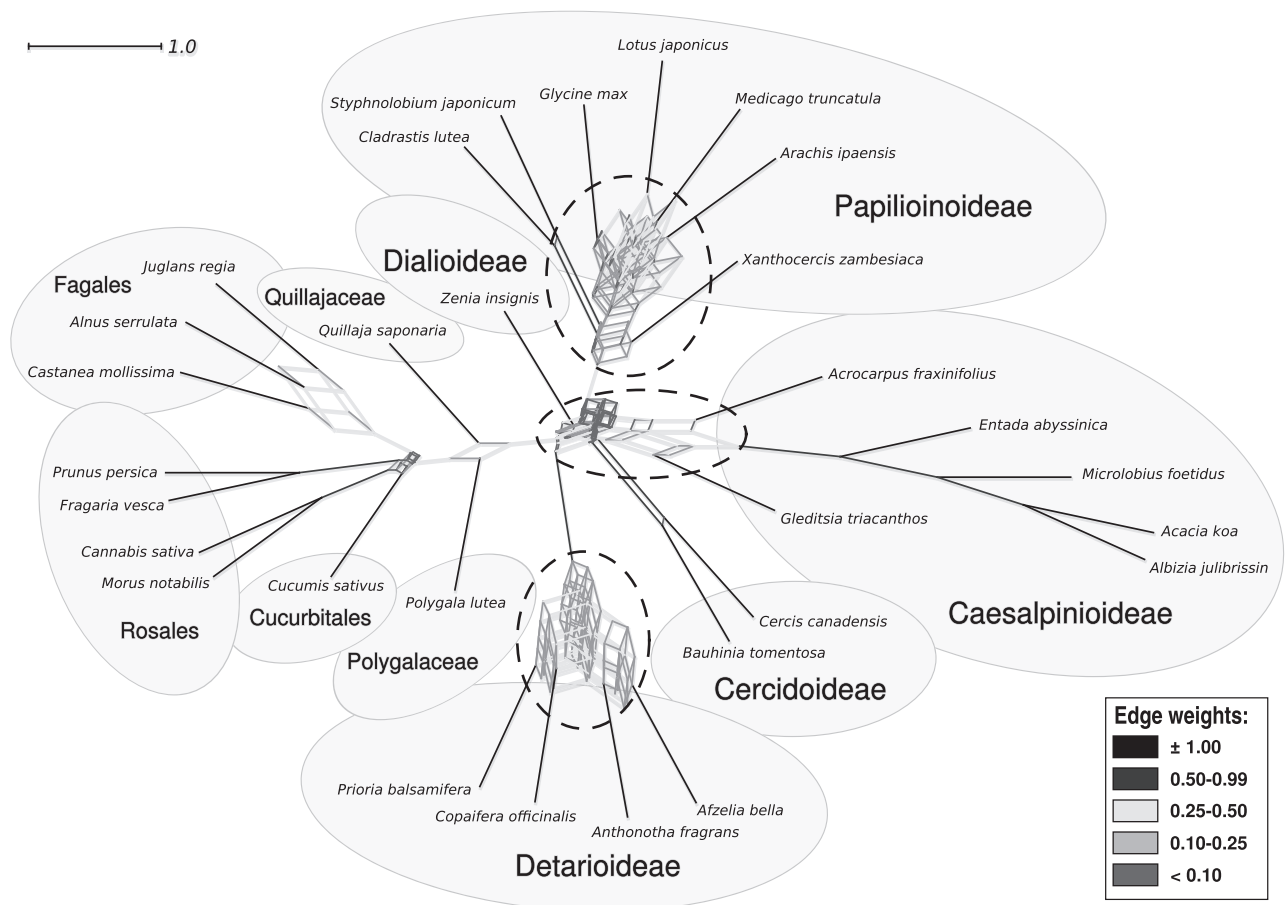 1.0
Lotus japonicus
Glycine max
Styphnolobium japonicum
Medicago truncatula
Cladrastis lutea
Arachis ipaensis
Papilioinoideae
Xanthocercis zambesiaca
Dialioideae
Zenia insignis
Juglans regia
Fagales
Quillajaceae
Alnus serrulata
Quillaja saponaria
Castanea mollissima
Acrocarpus fraxinifolius
Entada abyssinica
Microlobius foetidus
Prunus persica
Fragaria vesca
Gleditsia triacanthos
Acacia koa
Cannabis sativa
Albizia julibrissin
Morus notabilis
Cucumis sativus
Polygala lutea
Caesalpinioideae
Cucurbitales
Cercis canadensis
Rosales
Bauhinia tomentosa
Polygalaceae
Cercidoideae
Prioria balsamifera
Copaifera officinalis
Afzelia bella
Anthonotha fragrans
Detarioideae
Edge weights:
± 1.00
0.50-0.99
0.25-0.50
0.10-0.25
< 0.10